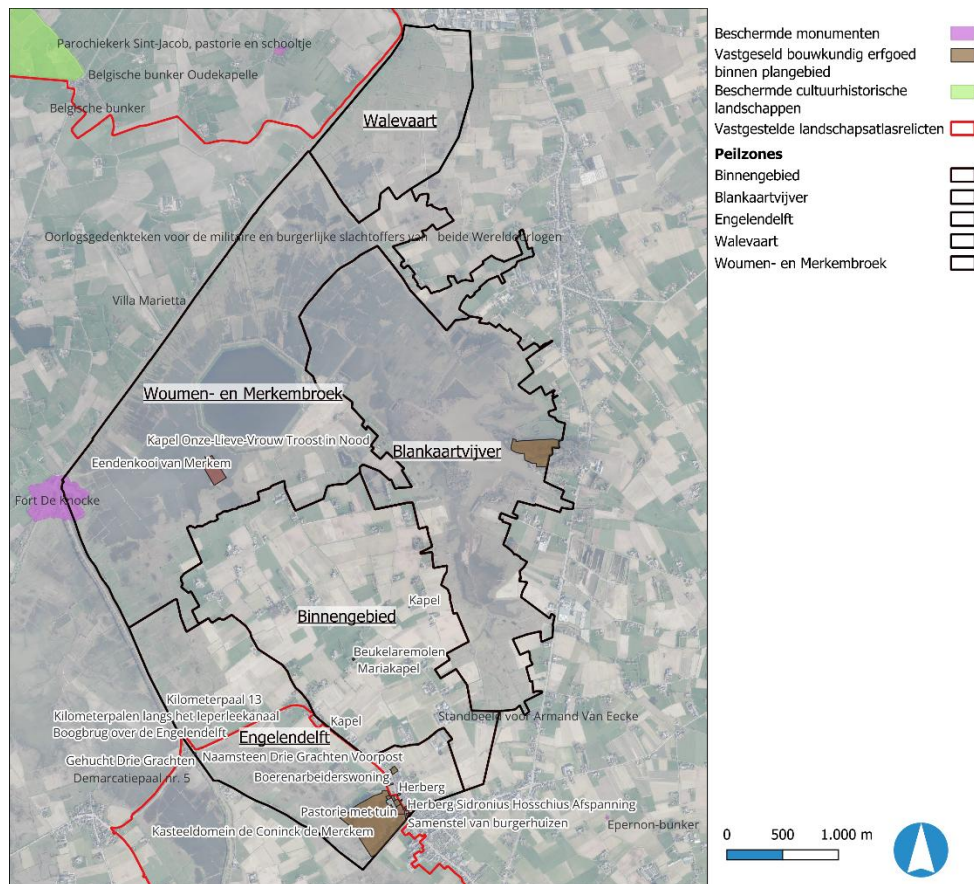 Parochiekerk Sint-Jacob, pastorie en schooltje
Belgische bunker Oudekapelle
Belgische bunker
Walevaart
Oorlogsgedenkteken voor de militaire en burgerlijke slachtoffers van beide Wereldoorlogen
Villa Marietta
Woumen- en Merkembroek
Kapel Onze-Lieve-Vrouw Troost in Nood
Eendenkooi van Merkem
Blankaartvijver
Fort De Knocke
Kapel
Binnengebied
Beukelaremolen
Mariakapel
Kilometerpaal 13
Kilometerpalen langs het Ieperleekanaal
Standbeeld voor Armand Van Eecke
Kapel
Boogbrug over de Engelendelft
Engelendelft
Gehucht Drie Grachten
Naamsteen Drie Grachten Voorpost
Demarcatiepaal nr. 5
Boerenarbeiderswoning
Herberg
Herberg Sidronius Hosschius Afspanning
Pastorie met tuin
Samenstel van burgerhuizen
Kasteeldomein de Coninck de Merckem
Epernon-bunker
Beschermde monumenten
Vastgeseld bouwkundig erfgoed
binnen plangebied
Beschermde cultuurhistorische
landschappen
Vastgestelde landschapsatlasrelicten
Peilzones
Binnengebied
Blankaartvijver
Engelendelft
Walevaart
Woumen- en Merkembroek
0 500 1.000 m